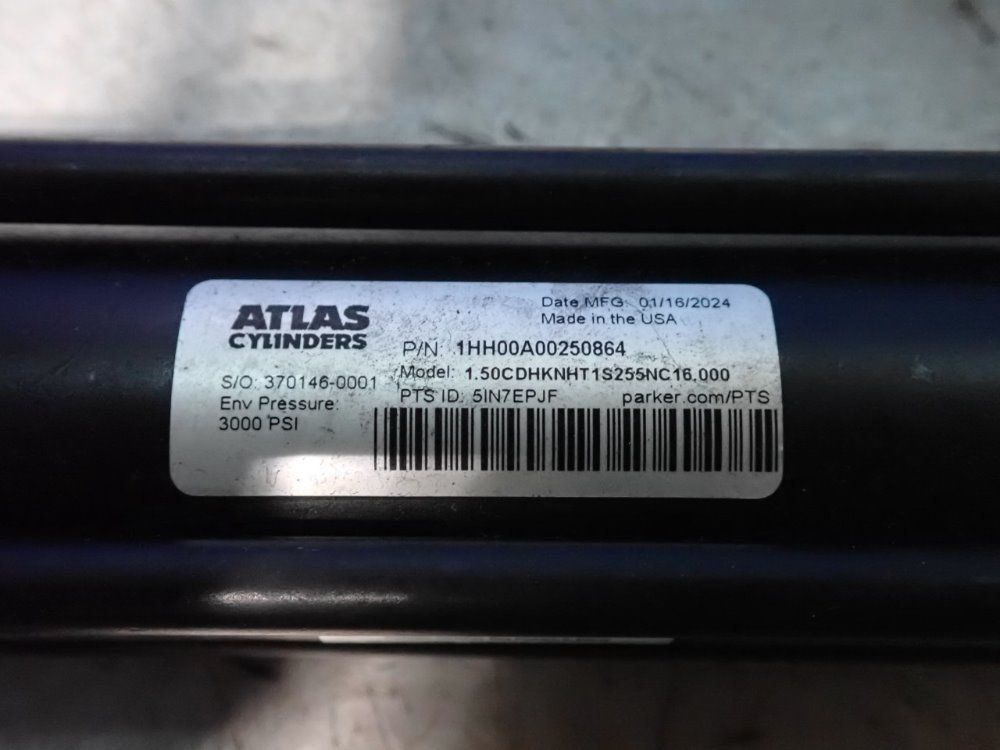 ATLAS
CYLINDERS
Date MFG: 01/16/2024
Made in the USA
P/N: 1HH00A00250864
S/O: 370146-0001
Model: 1.50CDHKNHT1S255NC16.000
Env Pressure:
3000 PSI
PTS ID: 5IN7EPJF
parker.com/PTS